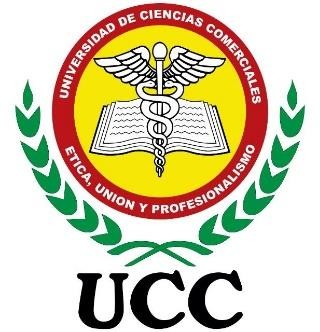 UNIVERSIDAD DE CIENCIAS COMERCIALES
ETICA, UNION Y PROFESIONALISMO
UCC